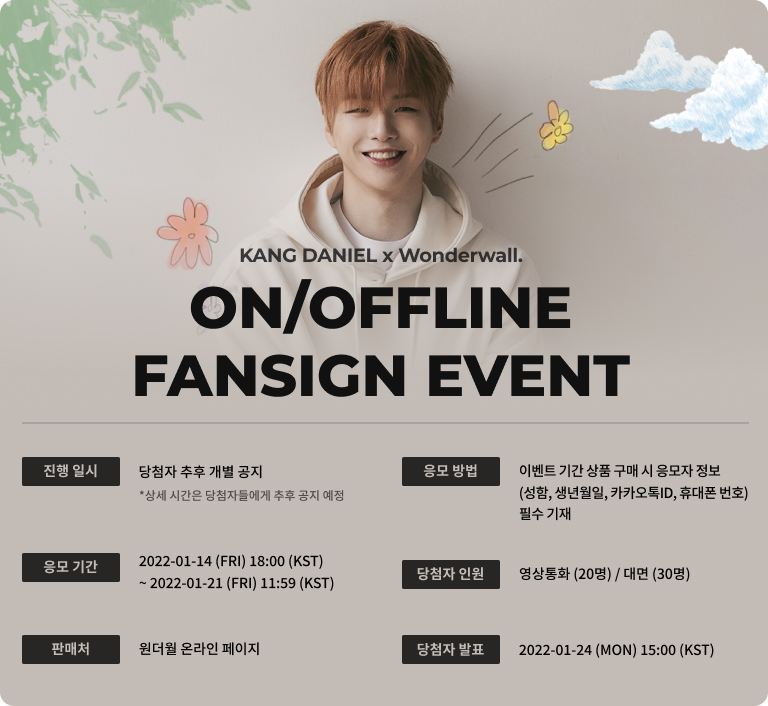 KANG DANIEL x Wonderwall.
ON/OFFLINE
FANSIGN EVENT
진행 일시
당첨자 추후 개별 공지
*상세 시간은 당첨자들에게 추후 공지 예정
응모 방법
이벤트 기간 상품 구매 시 응모자 정보
(성함, 생년월일, 카카오톡ID, 휴대폰 번호)
필수 기재
응모 기간
2022-01-14 (FRI) 18:00 (KST)
~ 2022-01-21 (FRI) 11:59 (KST)
당첨자 인원
영상통화 (20명) / 대면 (30명)
판매처
원더월 온라인 페이지
당첨자 발표
2022-01-24 (MON) 15:00 (KST)